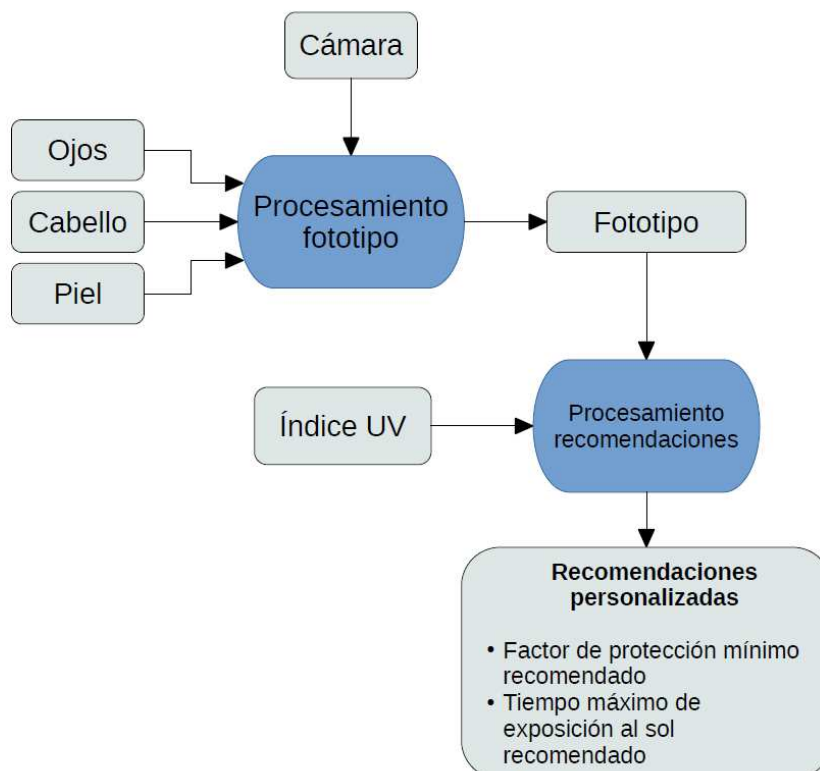 Cámara
Ojos
Cabello
Piel
Procesamiento
fototipo
Fototipo
Índice UV
Procesamiento
recomendaciones
Recomendaciones
personalizadas
• Factor de protección mínimo
recomendado
• Tiempo máximo de
exposición al sol
recomendado